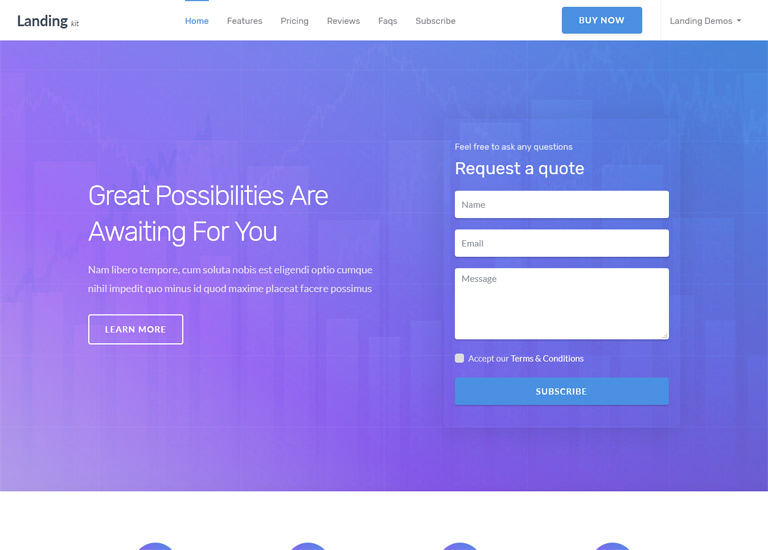 Landing kit
Home Features Pricing Reviews Faqs Subscribe
BUY NOW
Landing Demos
Great Possibilities Are
Awaiting For You
Nam libero tempore, cum soluta nobis est eligendi optio cumque
nihil impedit quo minus id quod maxime placeat facere possimus
LEARN MORE
Feel free to ask any questions
Request a quote
Name
Email
Message
Accept our Terms & Conditions
SUBSCRIBE